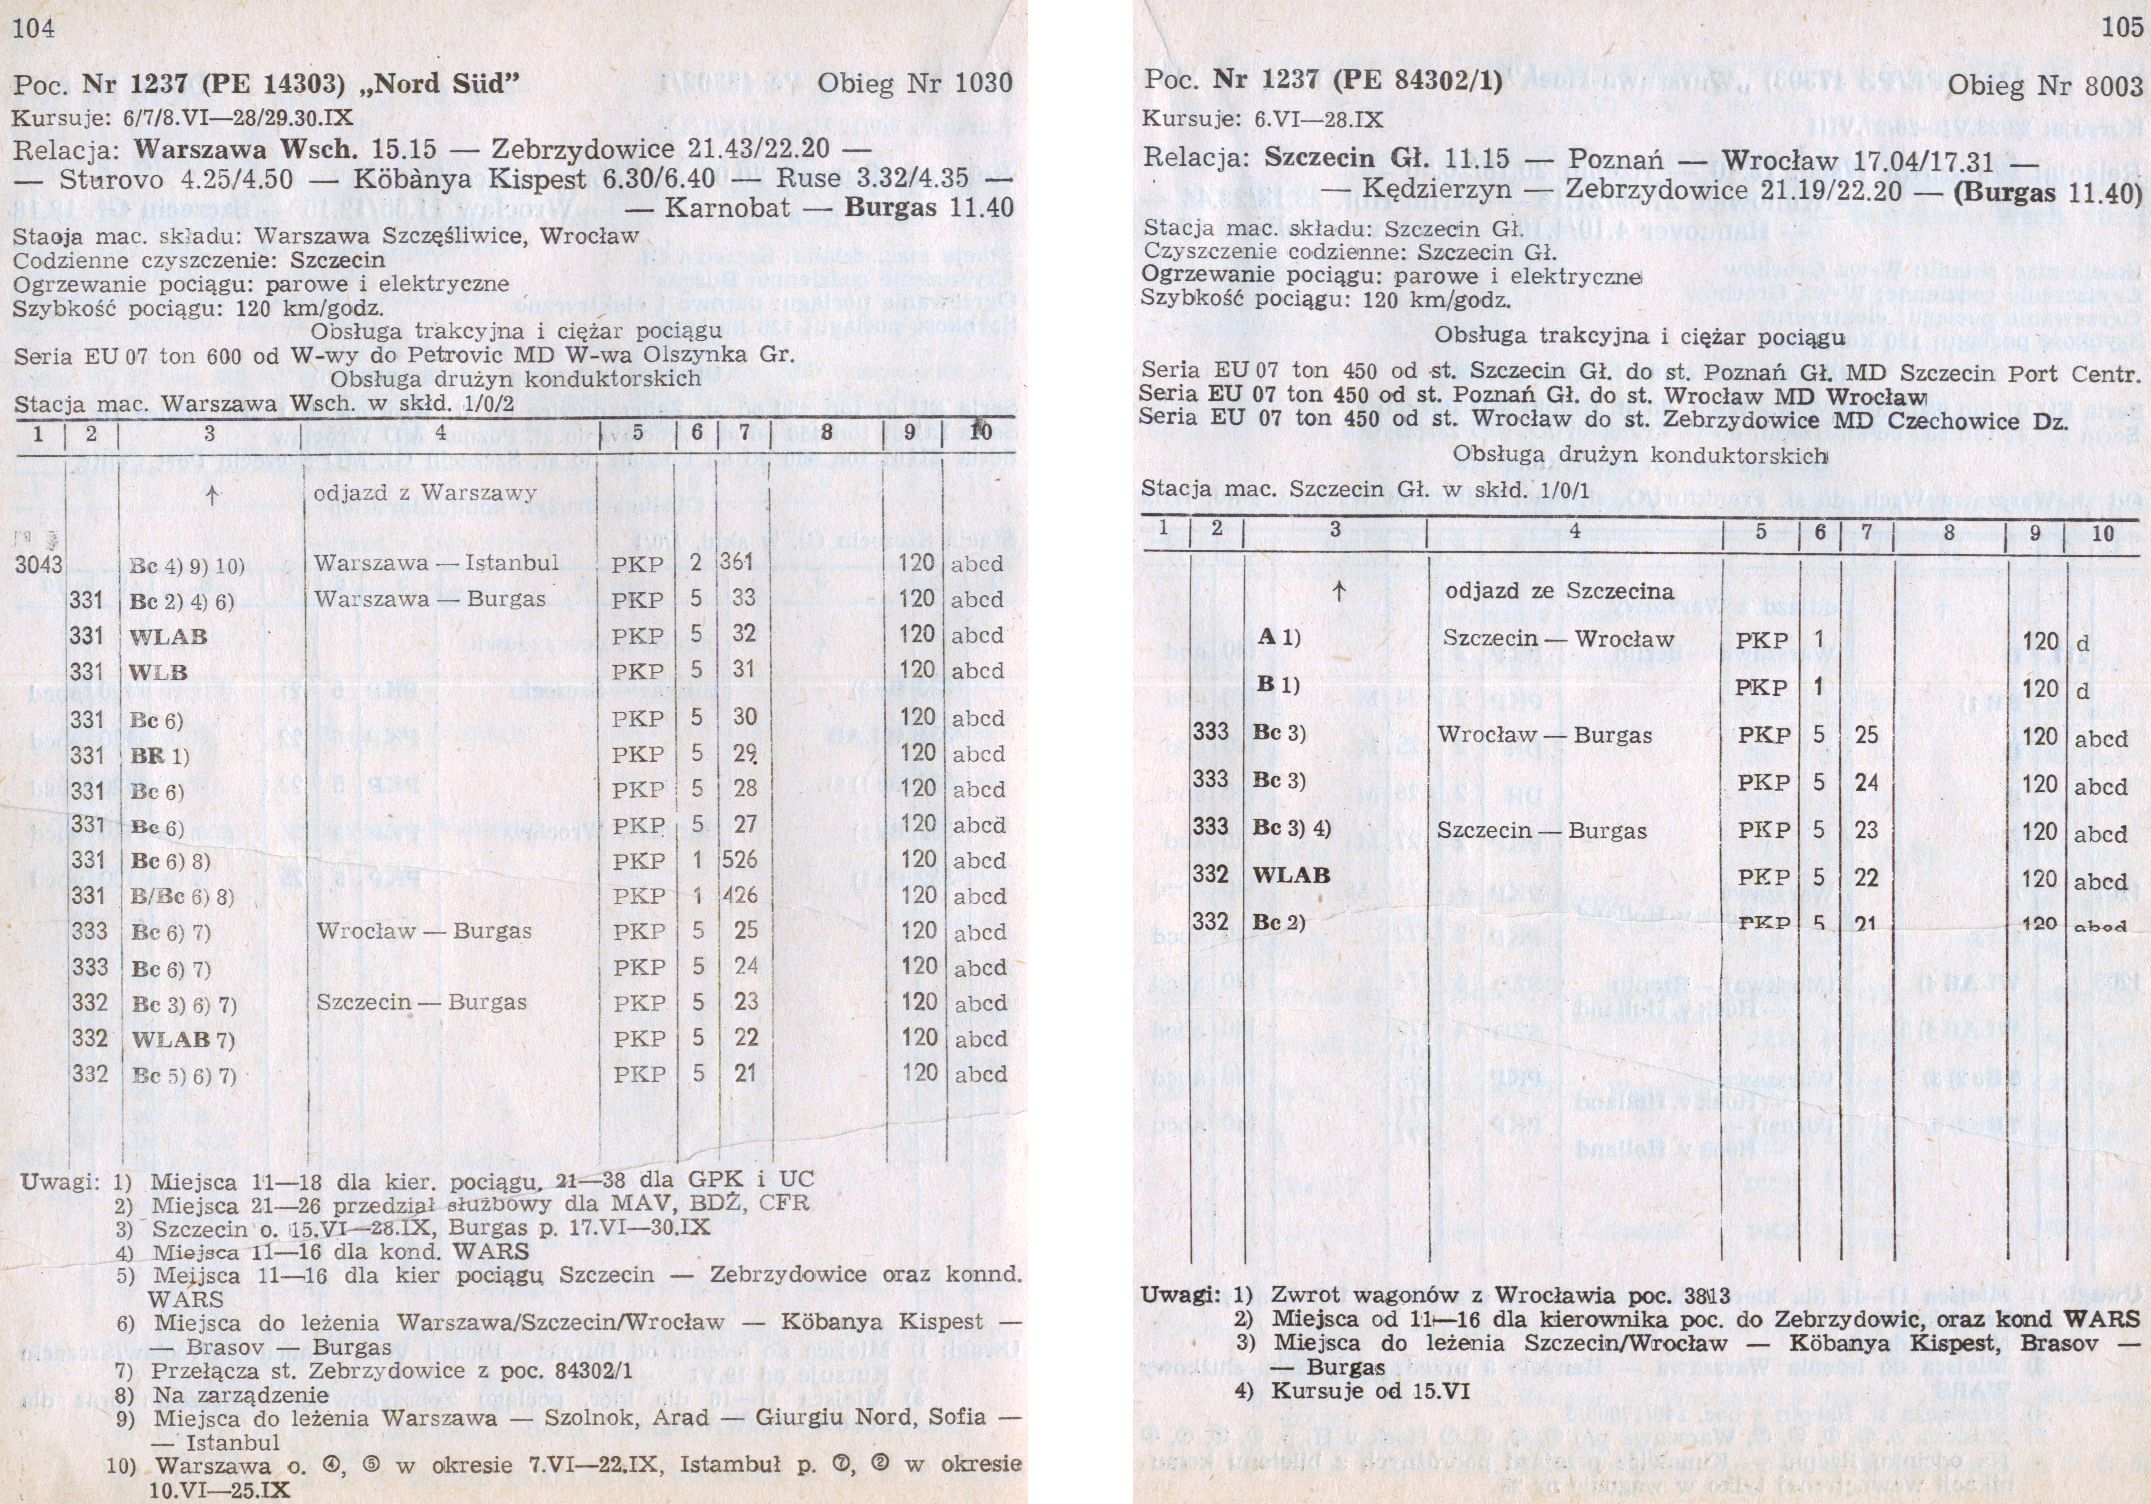 104
Poc. Nr 1237 (PE 14303) „Nord Süd” Obieg Nr 1030
Kursuje: 6/7/8.VI—28/29.30.IX
Relacja: Warszawa Wsch. 15.15 — Zebrzydowice 21.43/22.20 —
— Sturovo 4.25/4.50 — Köbànya Kispest 6.30/6.40 — Ruse 3.32/4.35 —
— Karnobat — Burgas 11.40
Staoja mac. składu: Warszawa Szczęśliwice, Wrocław
Codzienne czyszczenie: Szczecin
Ogrzewanie pociągu: parowe i elektryczne
Szybkość pociągu: 120 km/godz.
Obsługa trakcyjna i ciężar pociągu
Seria EU 07 ton 600 od W-wy do Petrovic MD W-wa Olszynka Gr.
Obsługa drużyn konduktorskich
Stacja mac. Warszawa Wsch. w skłd. 1/0/2
1 2 3 4 5 6 7 8 9 10
↑ odjazd z Warszawy
3043 Bc 4) 9) 10) Warszawa — Istanbul PKP 2 361 120 abcd
331 Bc 2) 4) 6) Warszawa — Burgas PKP 5 33 120 abcd
331 WLAB PKP 5 32 120 abcd
331 WLB PKP 5 31 120 abcd
331 Bc 6) PKP 5 30 120 abcd
331 BR 1) PKP 5 29 120 abcd
331 Bc 6) PKP 5 28 120 abcd
331 Bc 6) PKP 5 27 120 abcd
331 Bc 6) 8) PKP 1 526 120 abcd
331 B/Bc 6) 8) PKP 1 426 120 abcd
333 Bc 6) 7) Wrocław — Burgas PKP 5 25 120 abcd
333 Bc 6) 7) PKP 5 24 120 abcd
332 Bc 3) 6) 7) Szczecin — Burgas PKP 5 23 120 abcd
332 WLAB 7) PKP 5 22 120 abcd
332 Bc 5) 6) 7) PKP 5 21 120 abcd
Uwagi: 1) Miejsca 11—18 dla kier. pociągu, 21—38 dla GPK i UC
2) Miejsca 21—26 przedział służbowy dla MAV, BDŻ, CFR
3) Szczecin o. 15.VI—28.IX, Burgas p. 17.VI—30.IX
4) Miejsca 11—16 dla kond. WARS
5) Meijsca 11—16 dla kier pociągu Szczecin — Zebrzydowice oraz konnd.
WARS
6) Miejsca do leżenia Warszawa/Szczecin/Wrocław — Köbanya Kispest —
— Brasov — Burgas
7) Przełącza st. Zebrzydowice z poc. 84302/1
8) Na zarządzenie
9) Miejsca do leżenia Warszawa — Szolnok, Arad — Giurgiu Nord, Sofia —
— Istanbul
10) Warszawa o. ④, ⑤ w okresie 7.VI—22.IX, Istambuł p. ⑦, ② w okresie
10.VI—25.IX
105
Poc. Nr 1237 (PE 84302/1) Obieg Nr 8003
Kursuje: 6.VI—28.IX
Relacja: Szczecin Gł. 11.15 — Poznań — Wrocław 17.04/17.31 —
— Kędzierzyn — Zebrzydowice 21.19/22.20 — (Burgas 11.40)
Stacja mac. składu: Szczecin Gł.
Czyszczenie codzienne: Szczecin Gł.
Ogrzewanie pociągu: parowe i elektryczne
Szybkość pociągu: 120 km/godz.
Obsługa trakcyjna i ciężar pociągu
Seria EU 07 ton 450 od st. Szczecin Gł. do st. Poznań Gł. MD Szczecin Port Centr.
Seria EU 07 ton 450 od st. Poznań Gł. do st. Wrocław MD Wrocław
Seria EU 07 ton 450 od st. Wrocław do st. Zebrzydowice MD Czechowice Dz.
Obsługa drużyn konduktorskich
Stacja mac. Szczecin Gł. w skłd. 1/0/1
1 2 3 4 5 6 7 8 9 10
↑ odjazd ze Szczecina
A 1) Szczecin — Wrocław PKP 1 120 d
B 1) PKP 1 120 d
333 Bc 3) Wrocław — Burgas PKP 5 25 120 abcd
333 Bc 3) PKP 5 24 120 abcd
333 Bc 3) 4) Szczecin — Burgas PKP 5 23 120 abcd
332 WLAB PKP 5 22 120 abcd
332 Bc 2) PKP 5 21 120 abcd
Uwagi: 1) Zwrot wagonów z Wrocławia poc. 3813
2) Miejsca od 11—16 dla kierownika poc. do Zebrzydowic, oraz kond WARS
3) Miejsca do leżenia Szczecin/Wrocław — Köbanya Kispest, Brasov —
— Burgas
4) Kursuje od 15.VI